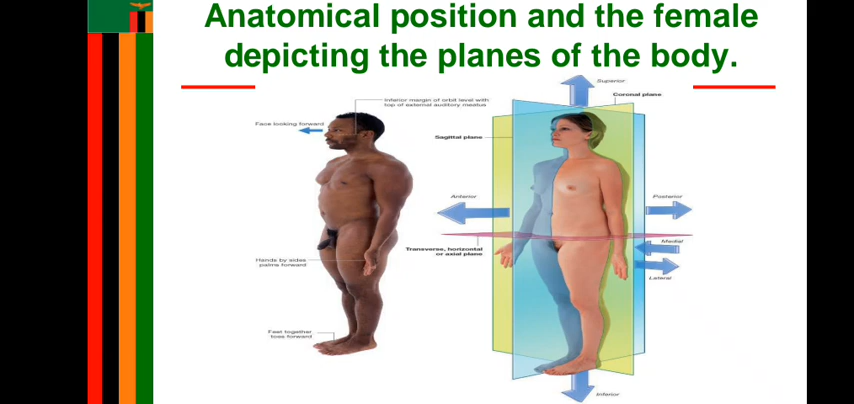 Anatomical position and the female
depicting the planes of the body.
Superior
Coronal plane
Inferior margin of orbit level with
top of external auditory meatus
Face looking forward
Sagittal plane
Anterior
Posterior
Medial
Transverse, horizontal
or axial plane
Hands by sides
palms forward
Lateral
Feet together
toes forward
Inferior